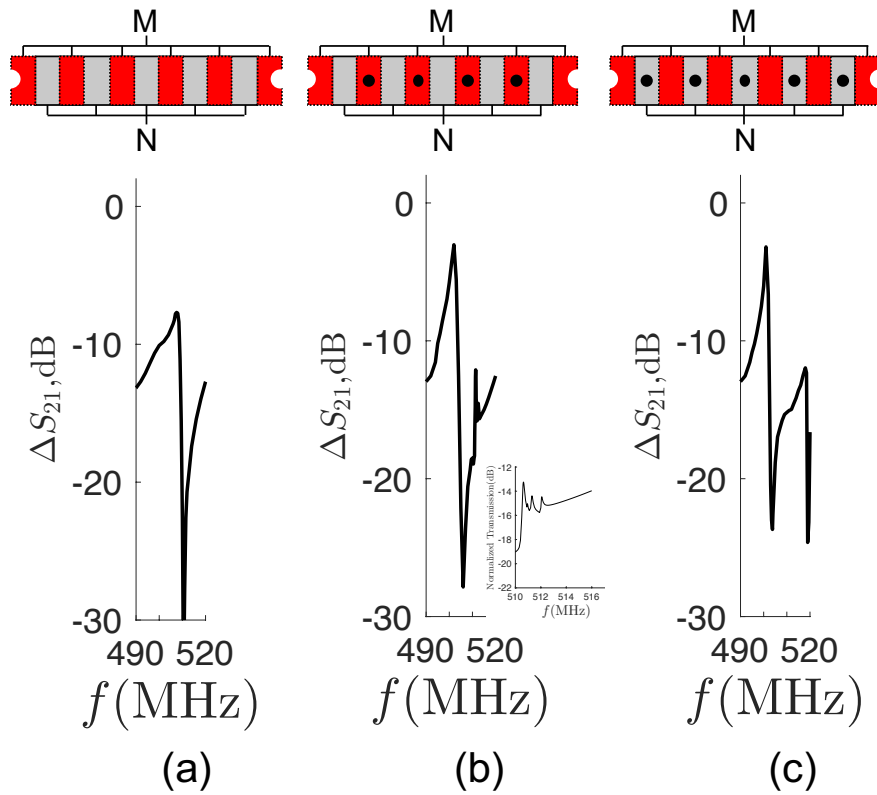 M M M
N N N
0 0 0
-10 -10 -10
-20 -20 -20
-30 -30 -30
ΔS21,dB ΔS21,dB ΔS21,dB
490 520 490 520 490 520
f(MHz) f(MHz) f(MHz)
Normalized Transmission(dB)
-12
-14
-16
-18
-20
-22
510 512 514 516
f(MHz)
(a) (b) (c)